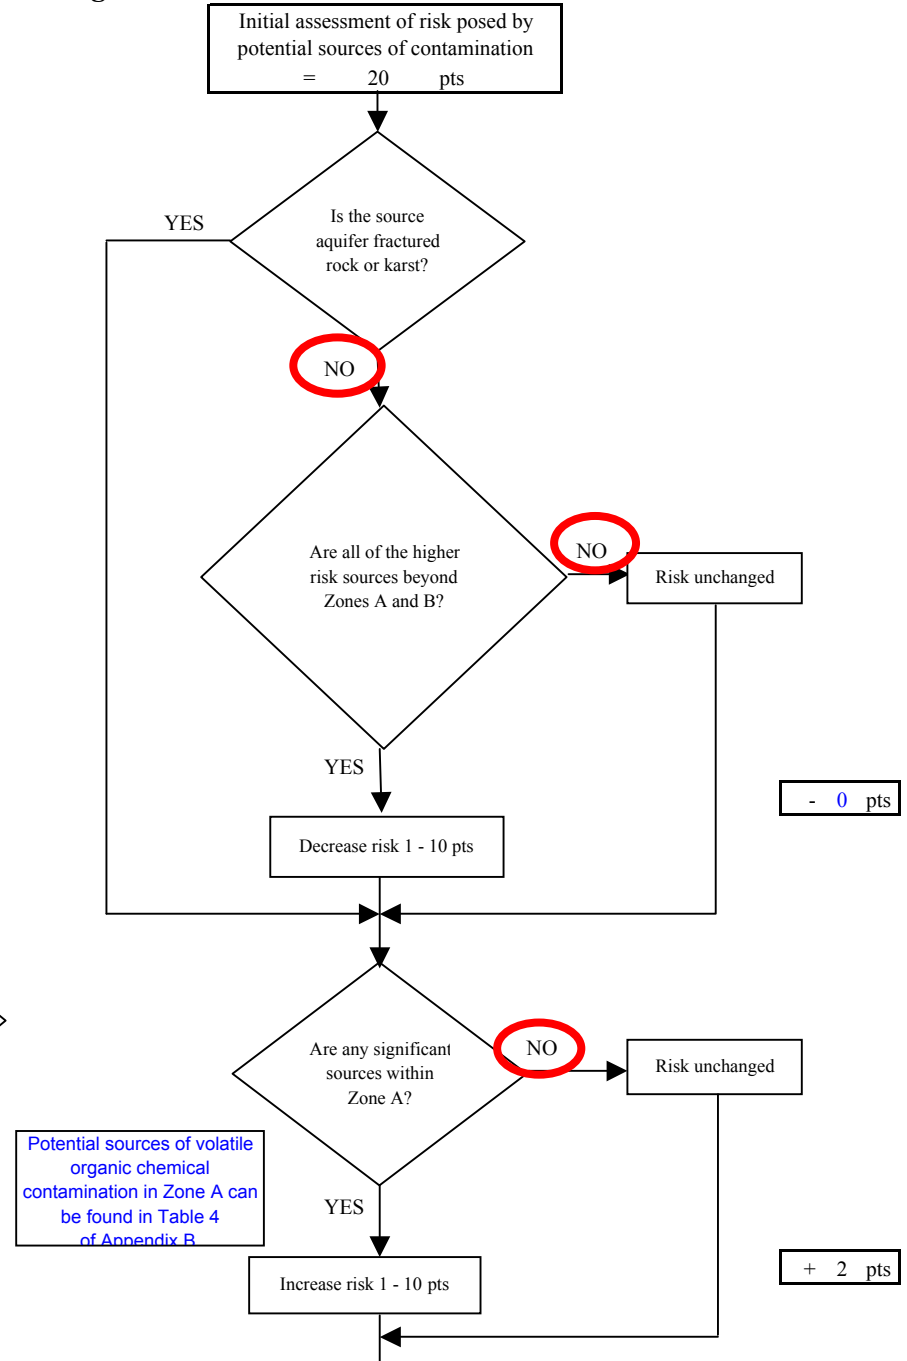 Initial assessment of risk posed by
potential sources of contamination
= 20 pts
YES
Is the source
aquifer fractured
rock or karst?
NO
Are all of the higher
risk sources beyond
Zones A and B?
NO
Risk unchanged
YES
- 0 pts
Decrease risk 1 - 10 pts
Are any significant
sources within
Zone A?
NO
Risk unchanged
Potential sources of volatile
organic chemical
contamination in Zone A can
be found in Table 4
of Appendix B
YES
+ 2 pts
Increase risk 1 - 10 pts